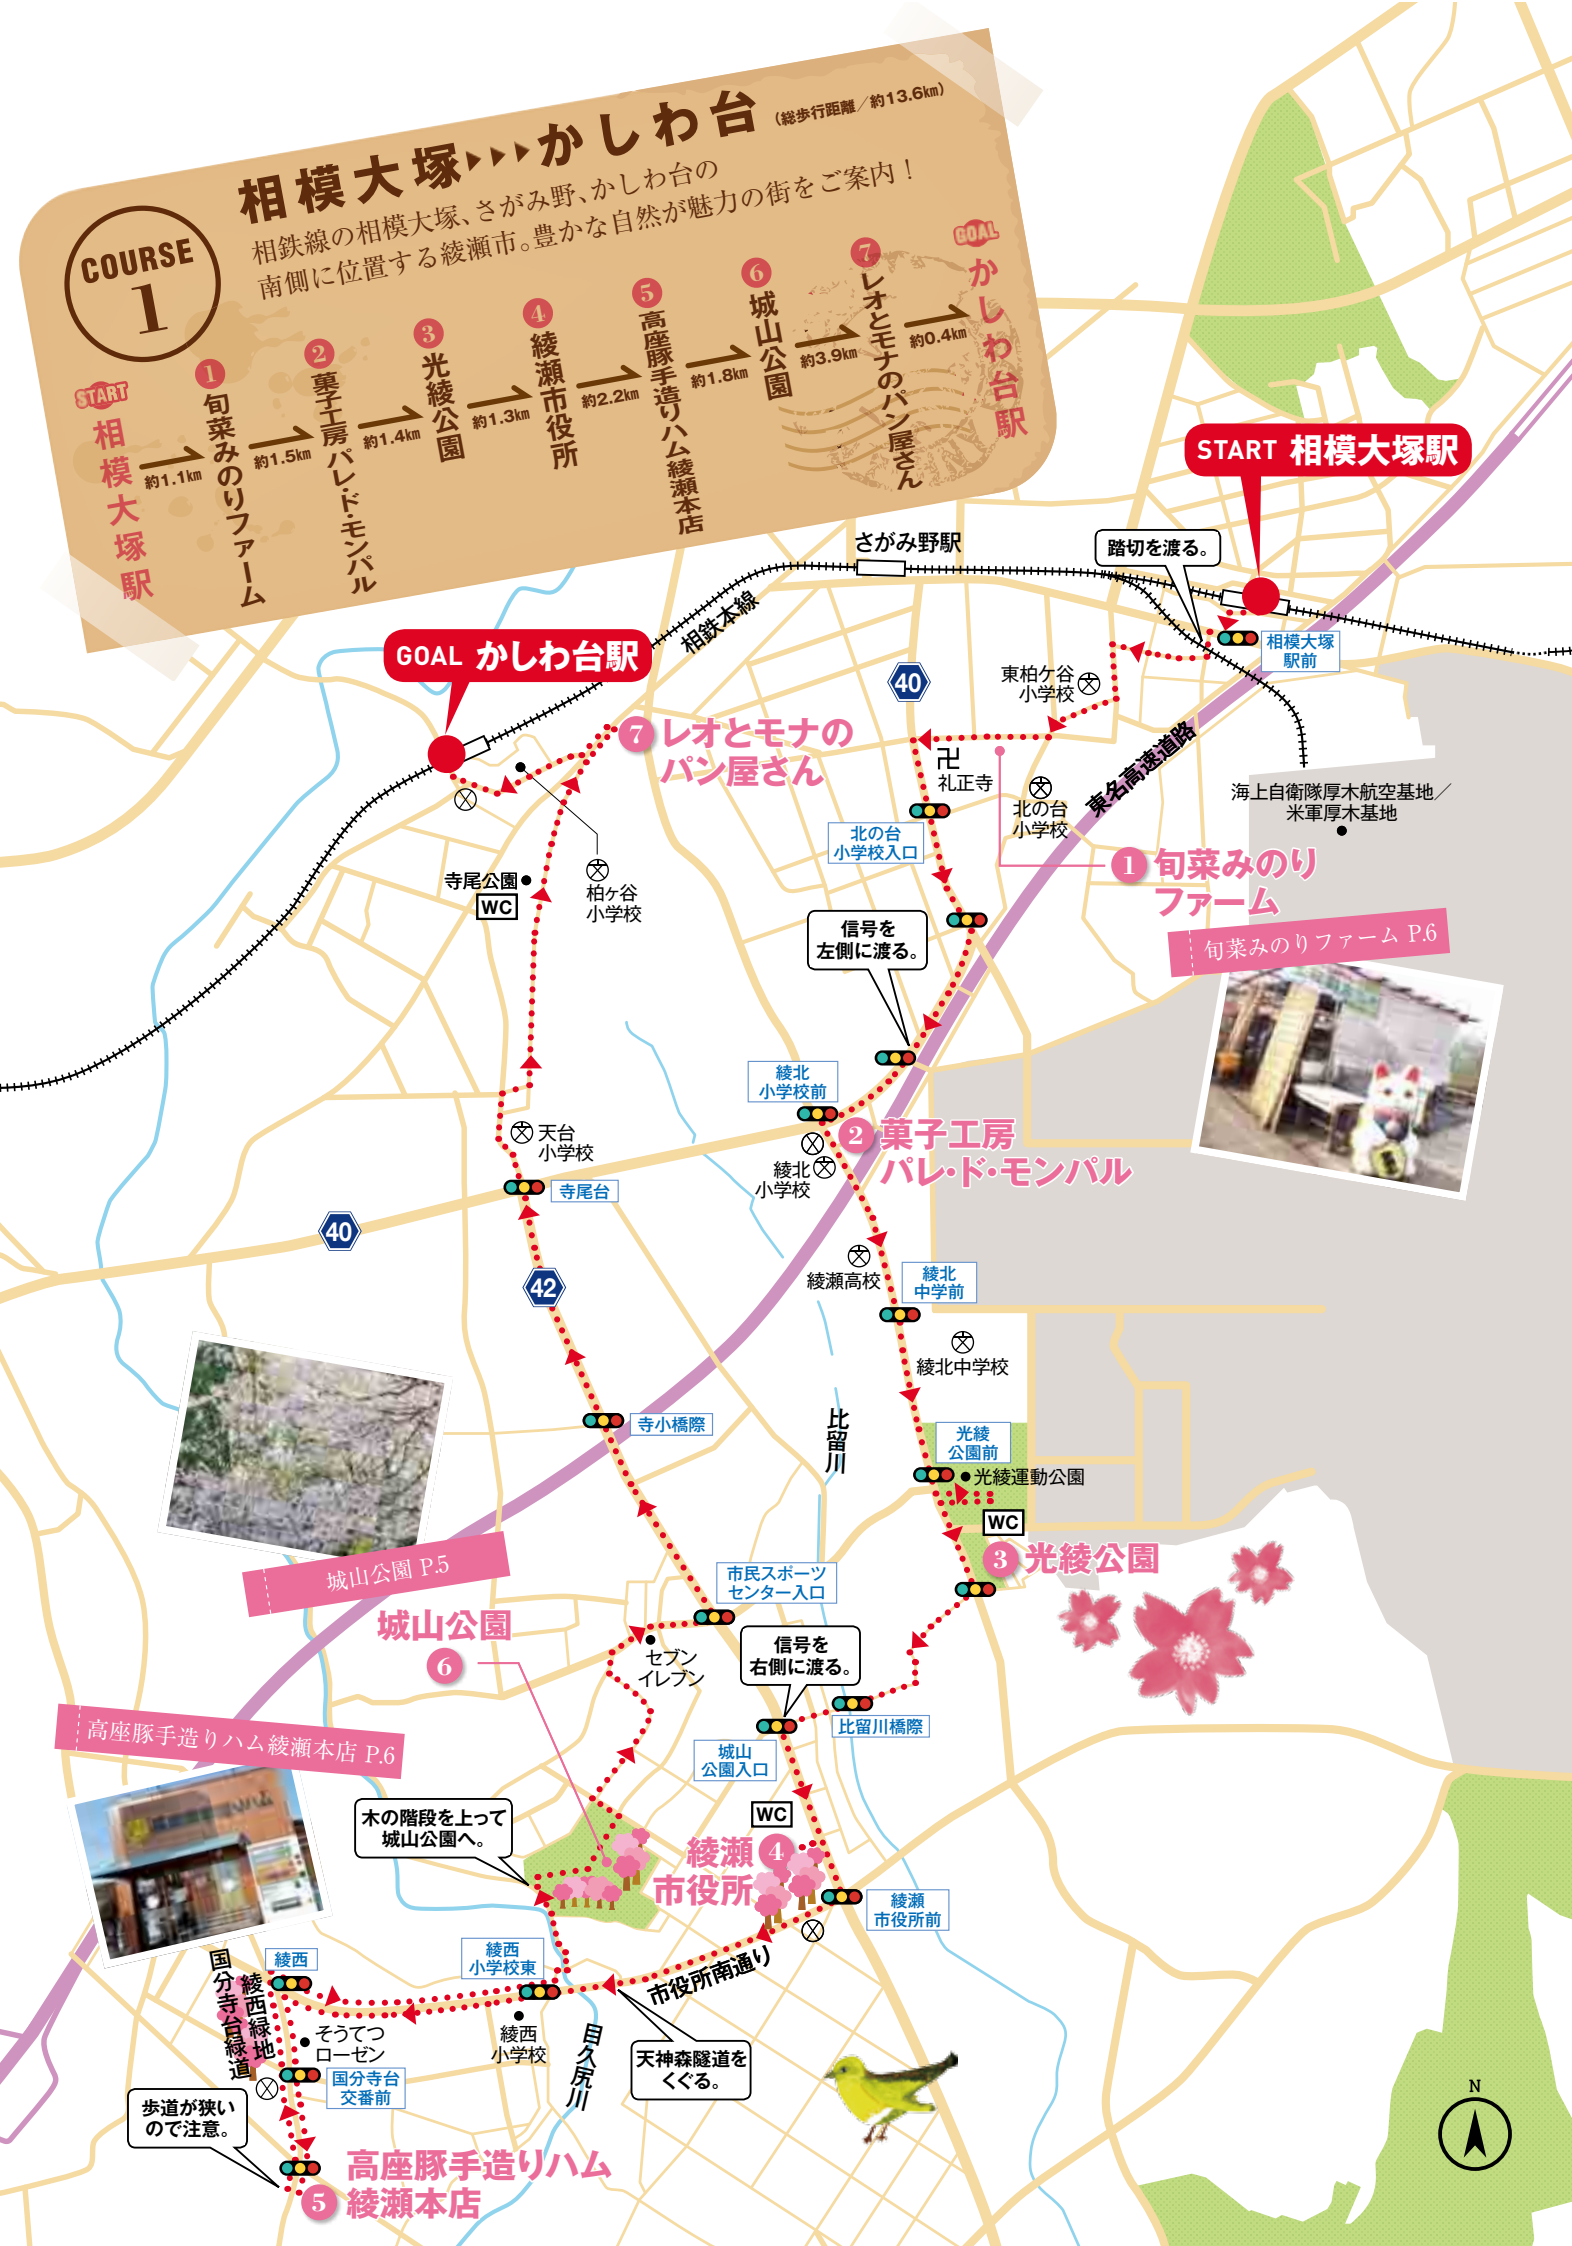 COURSE
1
相模大塚▶▶▶かしわ台（総歩行距離／約13.6㎞）
相鉄線の相模大塚、さがみ野、かしわ台の
南側に位置する綾瀬市。豊かな自然が魅力の街をご案内！
START
相模大塚駅
約1.1㎞
1
旬菜みのりファーム
約1.5㎞
2
菓子工房パレ・ド・モンパル
約1.4㎞
3
光綾公園
約1.3㎞
4
綾瀬市役所
約2.2㎞
5
高座豚手造りハム綾瀬本店
約1.8㎞
6
城山公園
約3.9㎞
7
レオとモナのパン屋さん
約0.4㎞
GOAL
かしわ台駅
START 相模大塚駅
さがみ野駅
踏切を渡る。
相模大塚
駅前
相鉄本線
GOAL かしわ台駅
東柏ケ谷
小学校
40
7 レオとモナの
パン屋さん
卍
礼正寺
東名高速道路
北の台
小学校
海上自衛隊厚木航空基地／
米軍厚木基地
北の台
小学校入口
1 旬菜みのり
ファーム
寺尾公園
WC
柏ヶ谷
小学校
信号を
左側に渡る。
旬菜みのりファーム P.6
綾北
小学校前
天台
小学校
2 菓子工房
パレ・ド・モンパル
綾北
小学校
寺尾台
40
42
綾瀬高校
綾北
中学前
綾北中学校
比留川
寺小橋際
光綾
公園前
光綾運動公園
WC
3 光綾公園
城山公園 P.5
市民スポーツ
センター入口
城山公園
6
セブン
イレブン
信号を
右側に渡る。
比留川橋際
高座豚手造りハム綾瀬本店 P.6
城山
公園入口
木の階段を上って
城山公園へ。
WC
綾瀬 4
市役所
綾瀬
市役所前
綾西
小学校東
市役所南通り
綾西
国分寺台緑道
綾西緑地
そうてつ
ローゼン
綾西
小学校
目久尻川
天神森隧道を
くぐる。
国分寺台
交番前
歩道が狭い
ので注意。
高座豚手造りハム
5 綾瀬本店
N